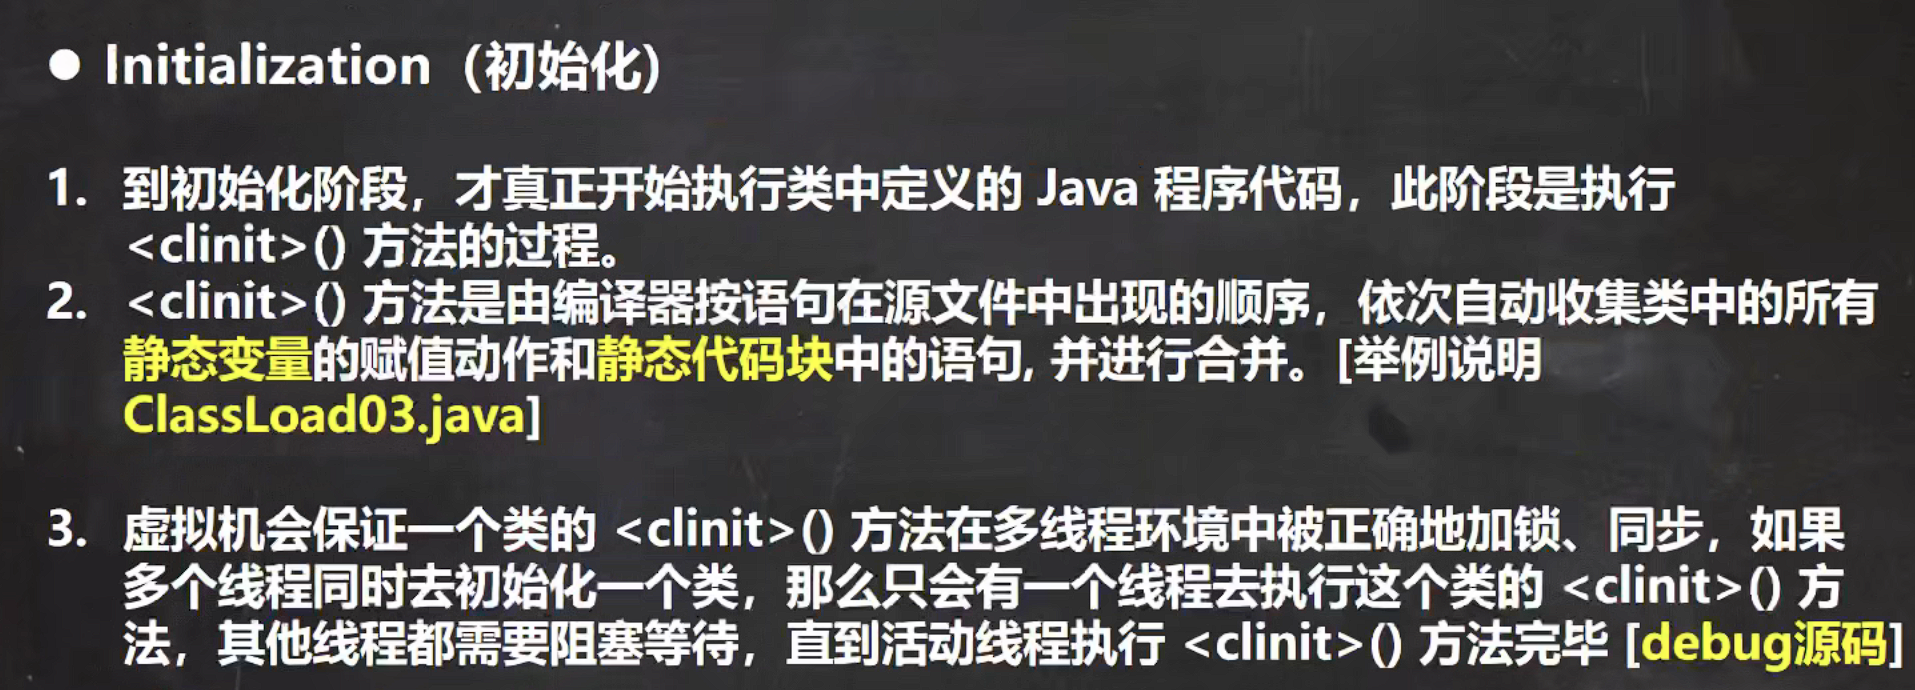 ● Initialization（初始化）
1. 到初始化阶段，才真正开始执行类中定义的 Java 程序代码，此阶段是执行
<clinit>() 方法的过程。
2. <clinit>() 方法是由编译器按语句在源文件中出现的顺序，依次自动收集类中的所有
静态变量的赋值动作和静态代码块中的语句, 并进行合并。[举例说明
ClassLoad03.java]
3. 虚拟机会保证一个类的 <clinit>() 方法在多线程环境中被正确地加锁、同步，如果
多个线程同时去初始化一个类，那么只会有一个线程去执行这个类的 <clinit>() 方
法，其他线程都需要阻塞等待，直到活动线程执行 <clinit>() 方法完毕 [debug源码]